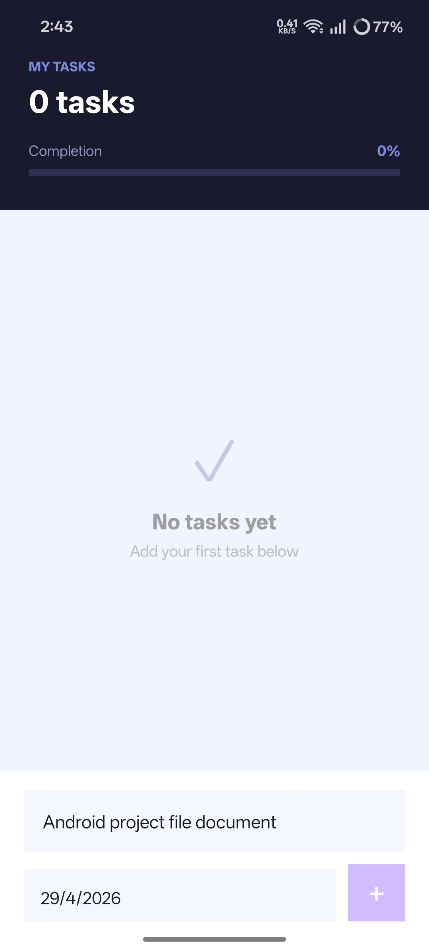 2:43
0.41
KB/S
77%
MY TASKS
0 tasks
Completion
0%
No tasks yet
Add your first task below
Android project file document
29/4/2026
+